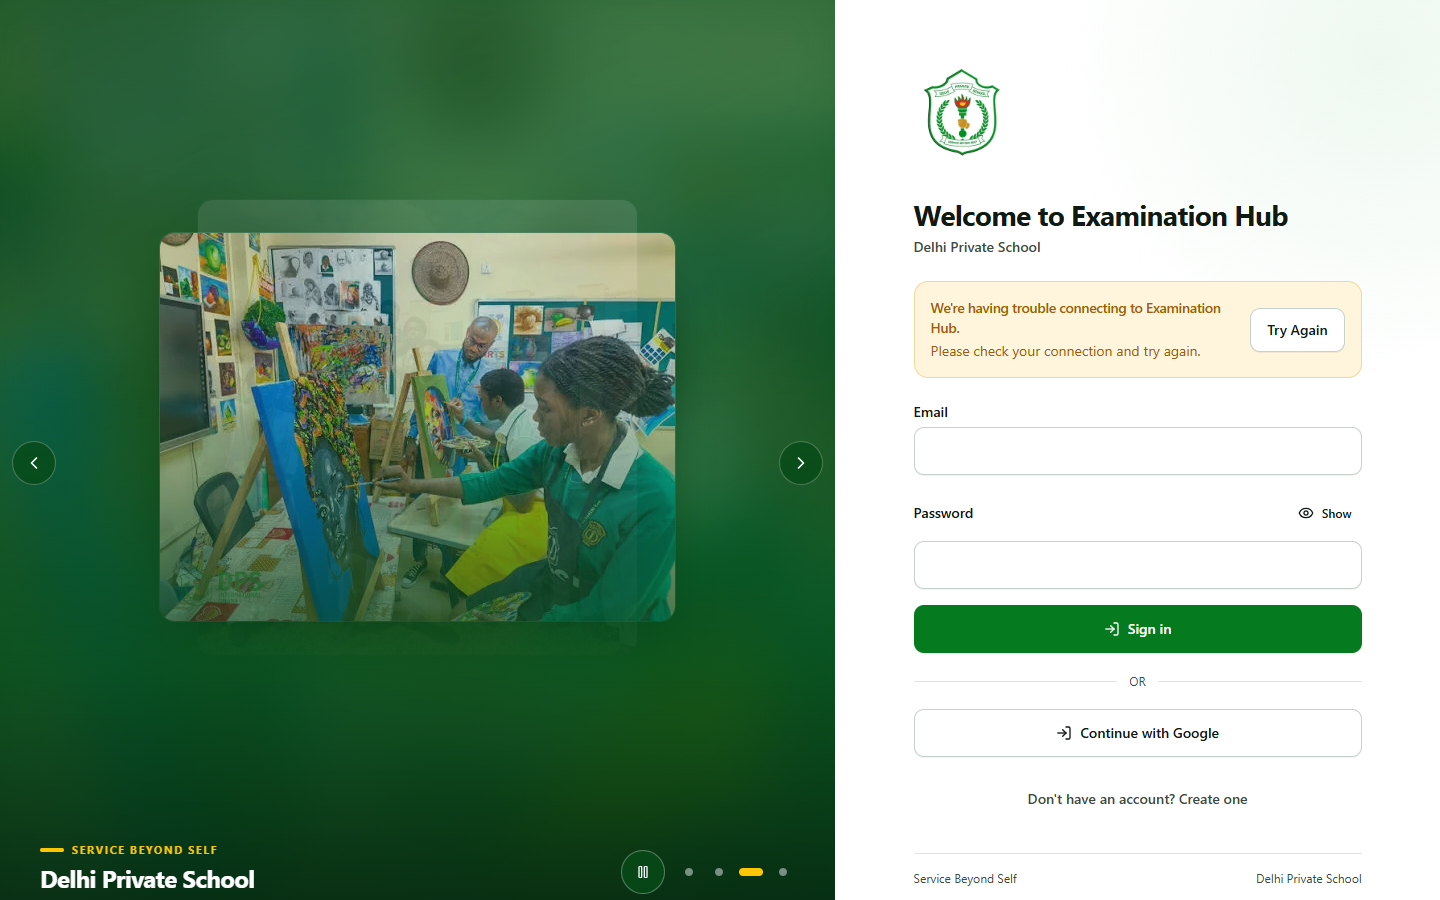 SERVICE BEYOND SELF
Delhi Private School
Welcome to Examination Hub
Delhi Private School
We're having trouble connecting to Examination
Hub.
Please check your connection and try again.
Try Again
Email
Password
Show
Sign in
OR
Continue with Google
Don't have an account? Create one
Service Beyond Self
Delhi Private School